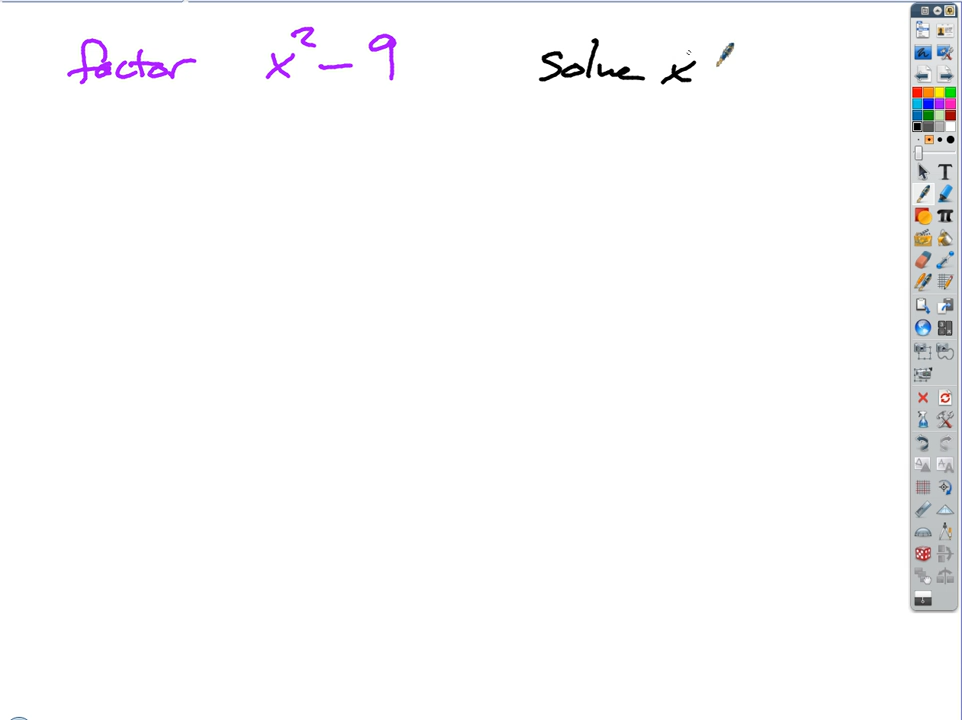 factor x² – 9 solve x